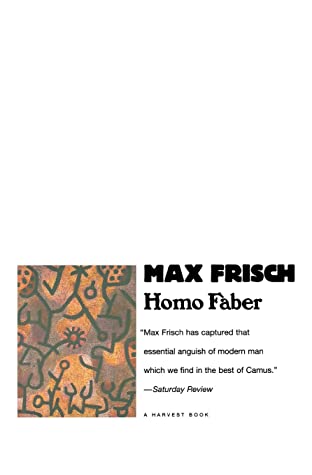 MAX FRISCH
Homo Faber
"Max Frisch has captured that
essential anguish of modern man
which we find in the best of Camus."
—Saturday Review
A HARVEST BOOK